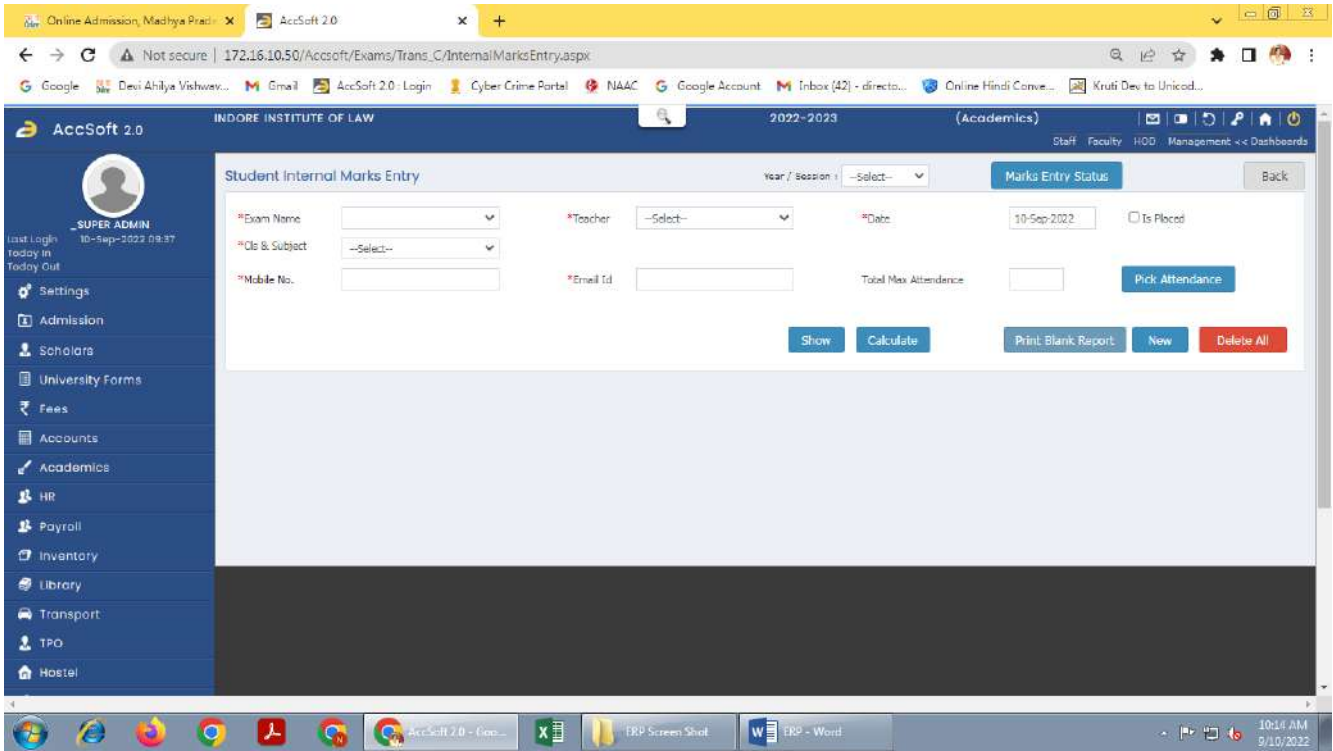 Online Admission, Madhya Prad
AccSoft 2.0
Not secure | 172.16.10.50/Accsoft/Exams/Trans_C/InternalMarksEntry.aspx
Google Devi Ahilya Vishwav... Gmail AccSoft 2.0 : Login Cyber Crime Portal NAAC Google Account Inbox (42) - directo... Online Hindi Conve... Kruti Dev to Unicod...
AccSoft 2.0
INDORE INSTITUTE OF LAW 2022-2023 (Academics)
Staff Faculty HOD Management << Dashboards
Student Internal Marks Entry Year / Session : --Select-- Marks Entry Status Back
_SUPER ADMIN
Last Login 10-Sep-2022 09:37
Today In
Today Out
*Exam Name *Teacher --Select-- *Date 10-Sep-2022 Is Placed
*Cls & Subject --Select--
*Mobile No. *Email Id Total Max Attendance Pick Attendance
Show Calculate Print Blank Report New Delete All
Settings
Admission
Scholars
University Forms
Fees
Accounts
Academics
HR
Payroll
Inventory
Library
Transport
TPO
Hostel
AccSoft 2.0 - Goo... ERP Screen Shot ERP - Word
10:14 AM
9/10/2022